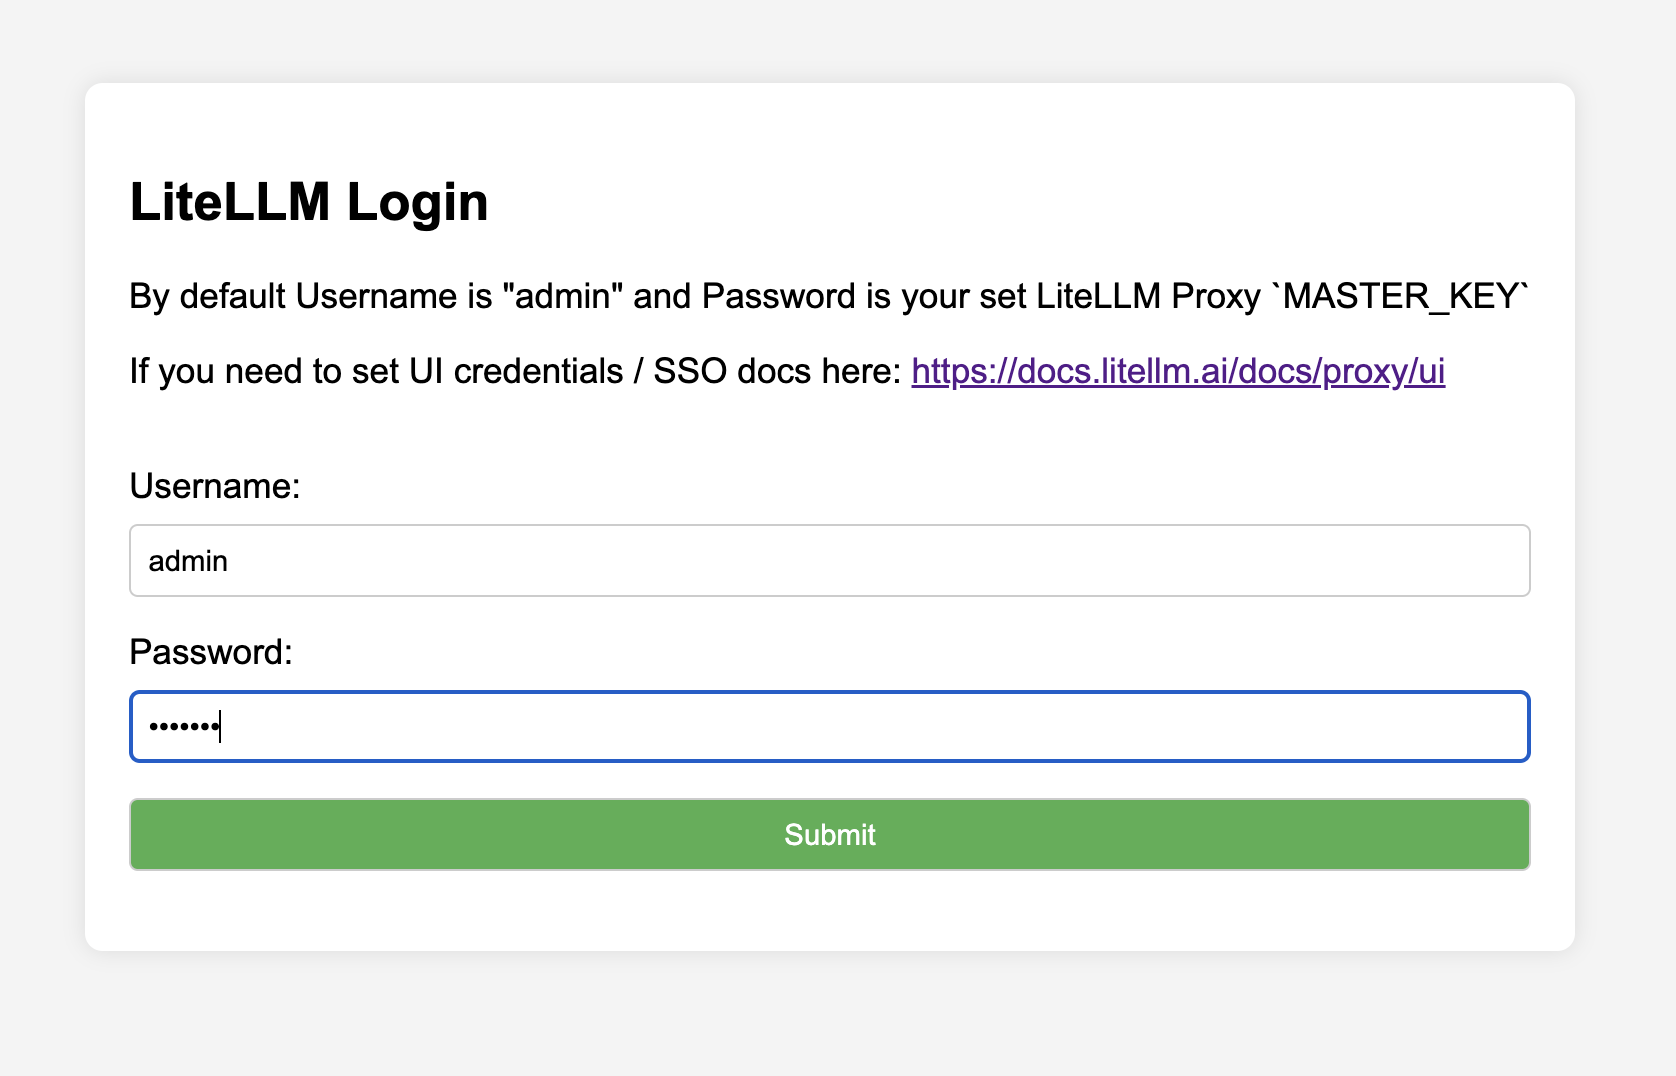 LiteLLM Login
By default Username is "admin" and Password is your set LiteLLM Proxy `MASTER_KEY`
If you need to set UI credentials / SSO docs here: https://docs.litellm.ai/docs/proxy/ui
Username:
admin
Password:
•••••••
Submit